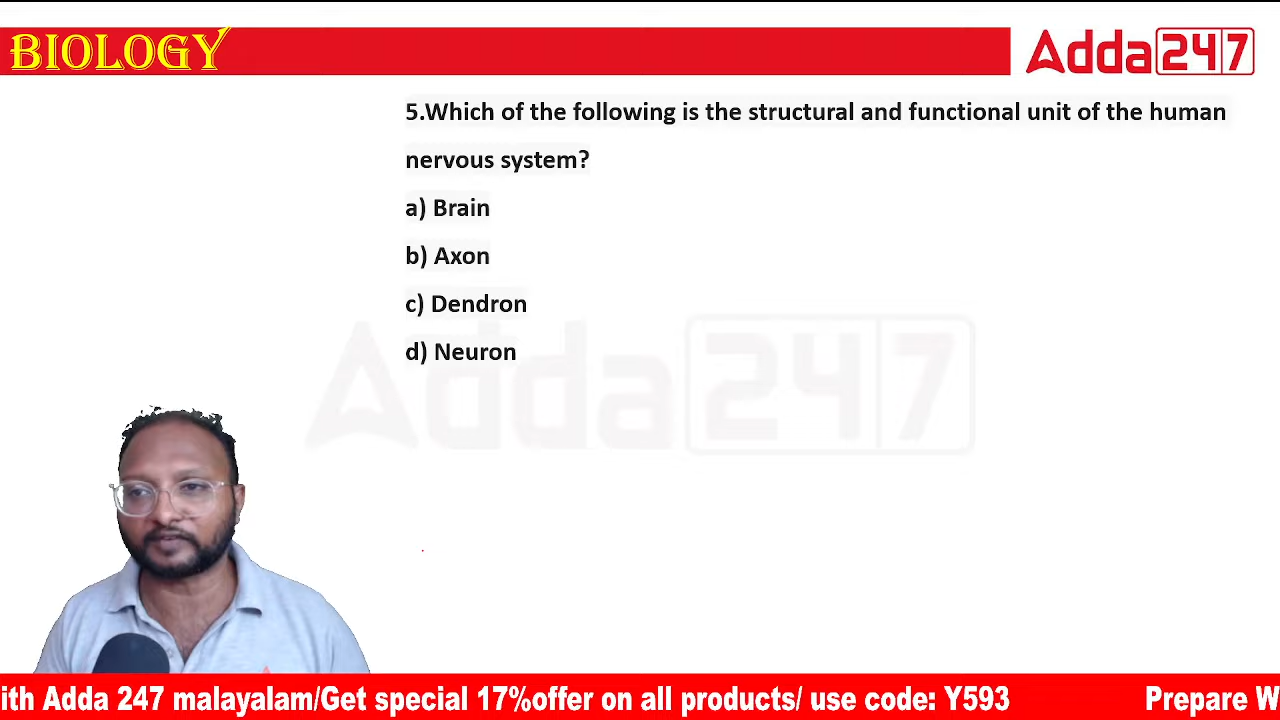 BIOLOGY
Adda247
5.Which of the following is the structural and functional unit of the human
nervous system?
a) Brain
b) Axon
c) Dendron
d) Neuron
Adda247
ith Adda 247 malayalam/Get special 17%offer on all products/ use code: Y593 Prepare W